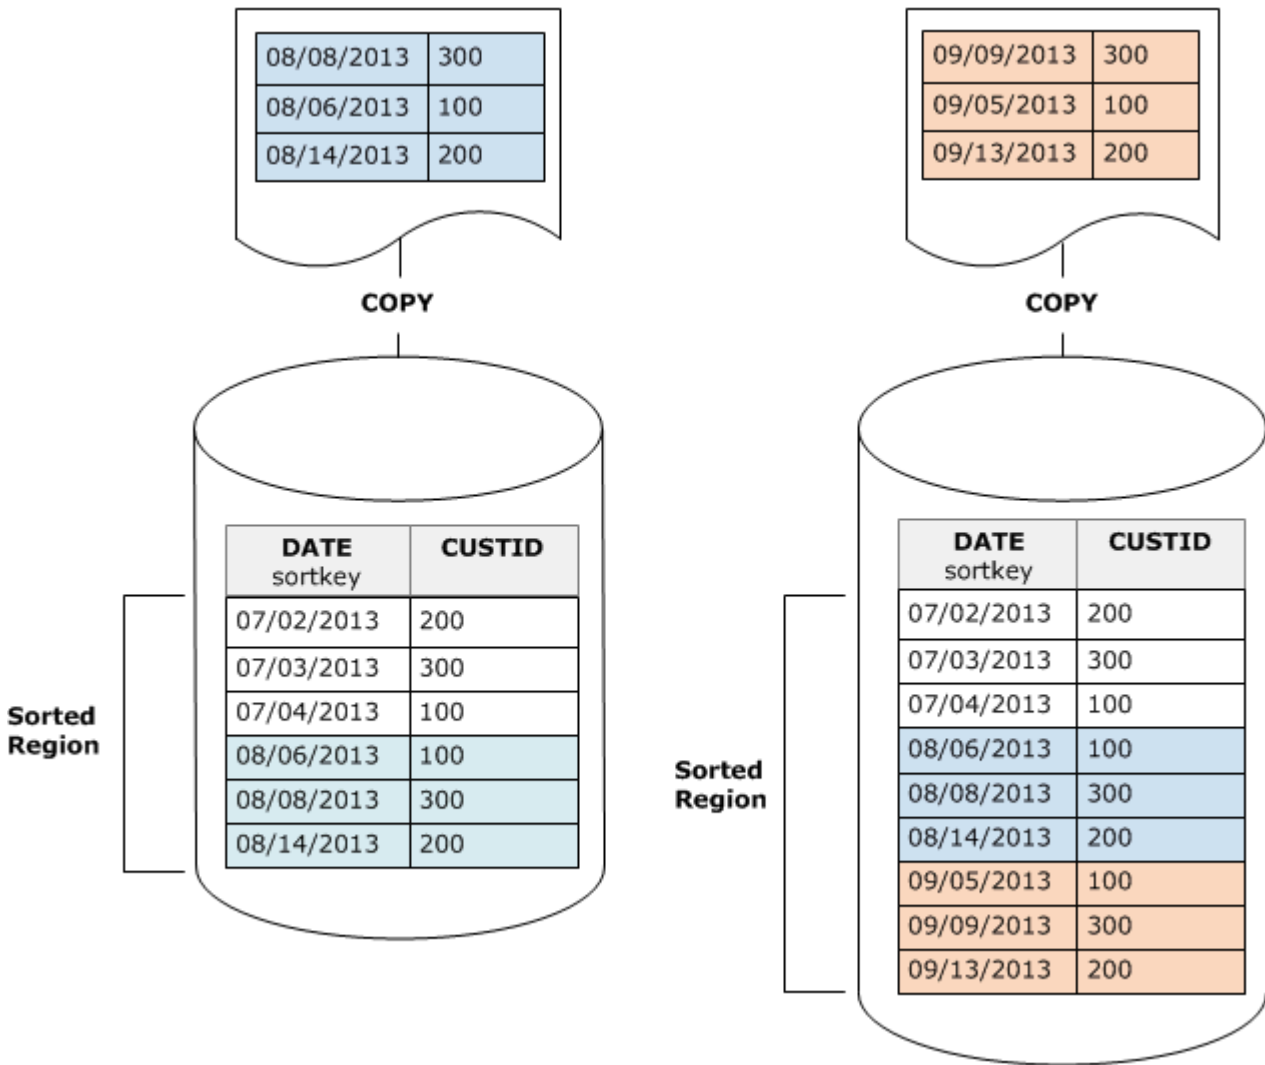 08/08/2013 300
08/06/2013 100
08/14/2013 200
COPY
DATE CUSTID
sortkey
07/02/2013 200
07/03/2013 300
07/04/2013 100
08/06/2013 100
08/08/2013 300
08/14/2013 200
Sorted
Region
09/09/2013 300
09/05/2013 100
09/13/2013 200
COPY
DATE CUSTID
sortkey
07/02/2013 200
07/03/2013 300
07/04/2013 100
08/06/2013 100
08/08/2013 300
08/14/2013 200
09/05/2013 100
09/09/2013 300
09/13/2013 200
Sorted
Region